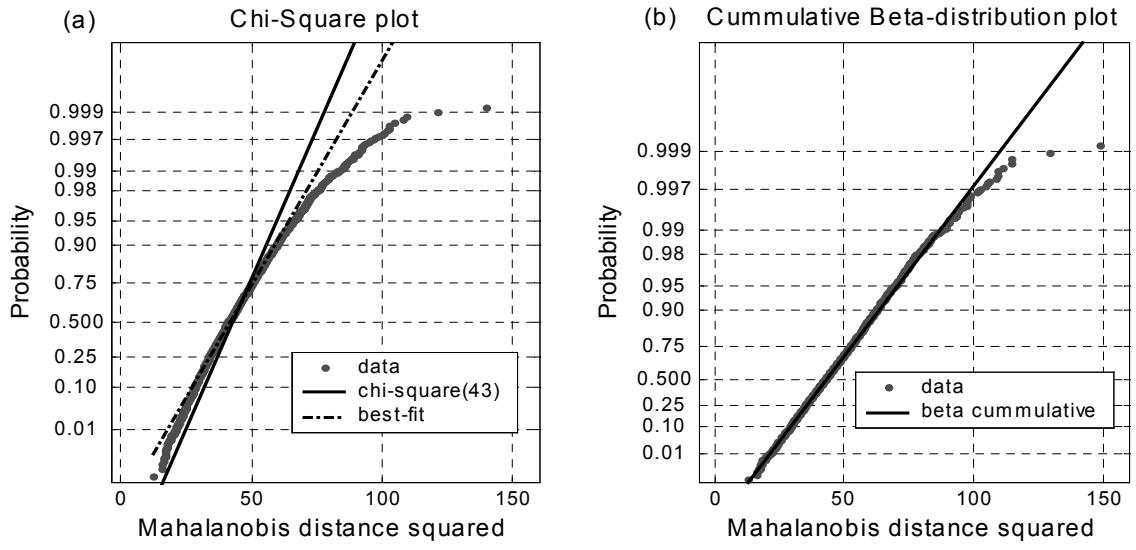 (a) Chi-Square plot
Probability
0.999
0.997
0.99
0.98
0.95
0.90
0.75
0.500
0.25
0.10
0.01
data
chi-square(43)
best-fit
0 50 100 150
Mahalanobis distance squared
(b) Cummulative Beta-distribution plot
Probability
0.999
0.997
0.99
0.98
0.95
0.90
0.75
0.500
0.25
0.10
0.01
data
beta cummulative
0 50 100 150
Mahalanobis distance squared